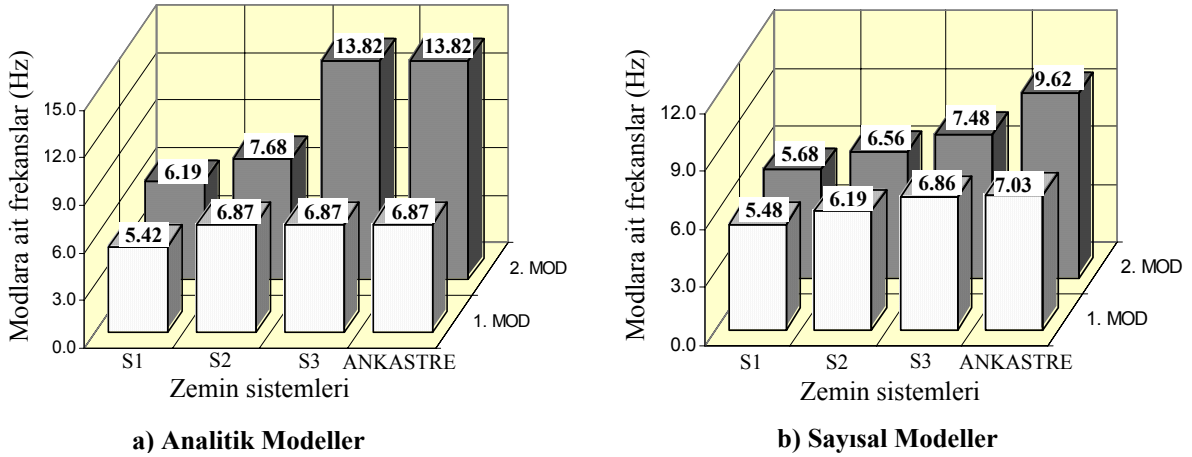 Modlara ait frekanslar (Hz)
15.0
12.0
9.0
6.0
3.0
0.0
13.82
13.82
6.19
7.68
5.42
6.87
6.87
6.87
2. MOD
1. MOD
S1
S2
S3
ANKASTRE
Zemin sistemleri
a) Analitik Modeller
Modlara ait frekanslar (Hz)
12.0
9.0
6.0
3.0
0.0
9.62
7.48
6.56
5.68
5.48
6.19
6.86
7.03
2. MOD
1. MOD
S1
S2
S3
ANKASTRE
Zemin sistemleri
b) Sayısal Modeller